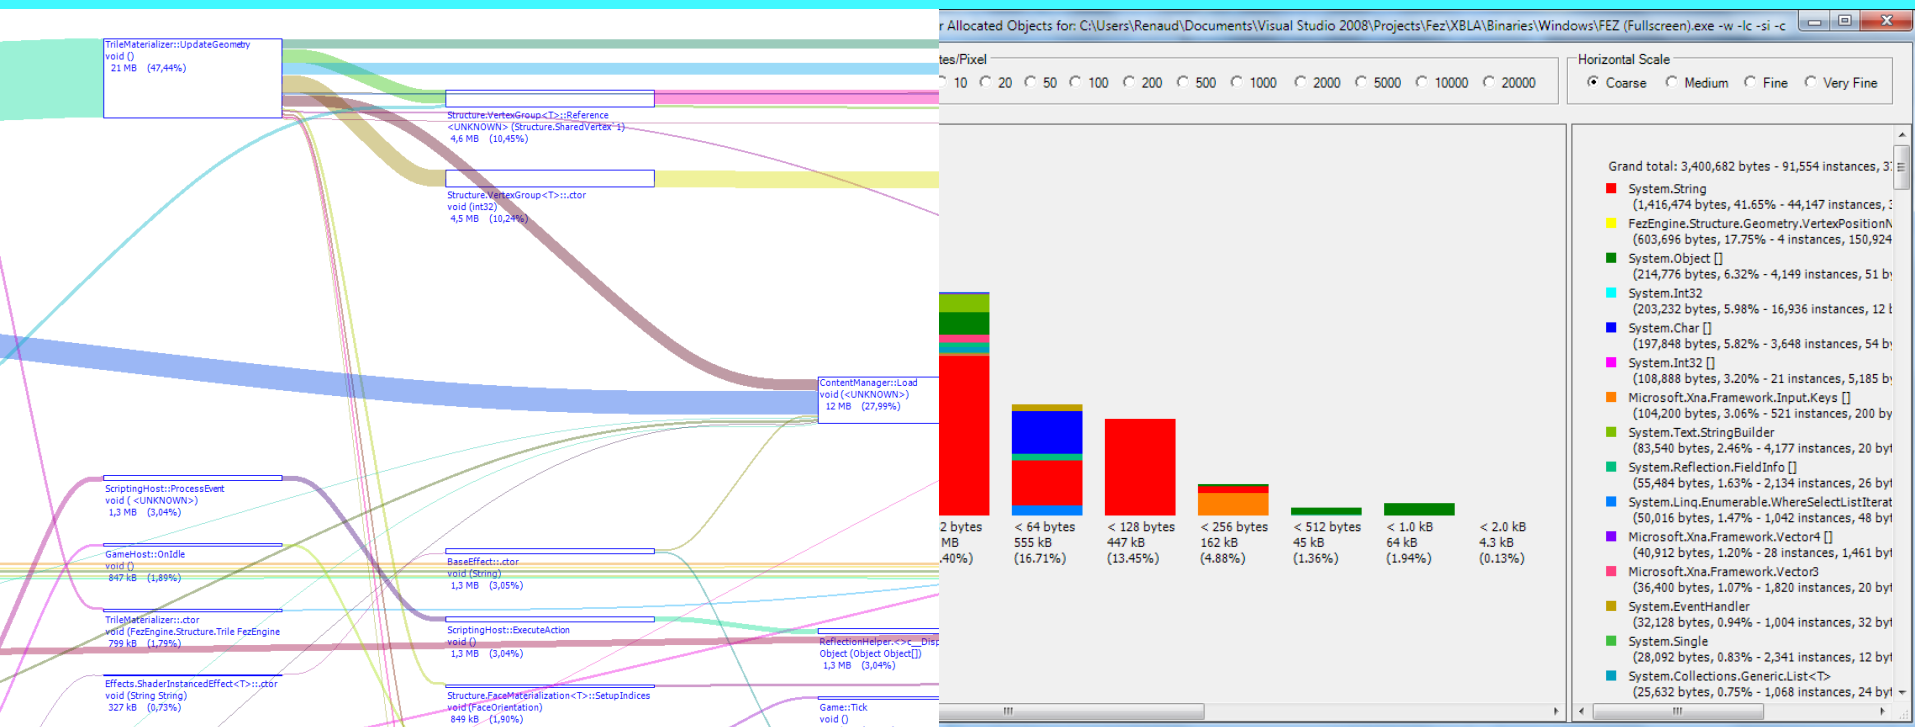 TrileMaterializer::UpdateGeometry
void ()
21 MB (47,44%)
Structure.VertexGroup<T>::Reference
<UNKNOWN> (Structure.SharedVertex`1)
4,6 MB (10,45%)
Structure.VertexGroup<T>::.ctor
void (int32)
4,5 MB (10,24%)
ContentManager::Load
void (<UNKNOWN>)
12 MB (27,99%)
ScriptingHost::ProcessEvent
void ( <UNKNOWN>)
1,3 MB (3,04%)
GameHost::OnIdle
void ()
847 kB (1,89%)
BaseEffect::.ctor
void (String)
1,3 MB (3,05%)
TrileMaterializer::.ctor
void (FezEngine.Structure.Trile FezEngine
799 kB (1,79%)
ScriptingHost::ExecuteAction
void ()
1,3 MB (3,04%)
ReflectionHelper.<>c__Disp
Object (Object Object[])
1,3 MB (3,04%)
Effects.ShaderInstancedEffect<T>::.ctor
void (String String)
327 kB (0,73%)
Structure.FaceMaterialization<T>::SetupIndices
void (FaceOrientation)
849 kB (1,90%)
Game::Tick
void ()
r Allocated Objects for: C:\Users\Renaud\Documents\Visual Studio 2008\Projects\Fez\XBLA\Binaries\Windows\FEZ (Fullscreen).exe -w -lc -si -c
tes/Pixel
10 20 50 100 200 500 1000 2000 5000 10000 20000
Horizontal Scale
Coarse Medium Fine Very Fine
2 bytes
MB
.40%)
< 64 bytes
555 kB
(16.71%)
< 128 bytes
447 kB
(13.45%)
< 256 bytes
162 kB
(4.88%)
< 512 bytes
45 kB
(1.36%)
< 1.0 kB
64 kB
(1.94%)
< 2.0 kB
4.3 kB
(0.13%)
Grand total: 3,400,682 bytes - 91,554 instances, 3
System.String
(1,416,474 bytes, 41.65% - 44,147 instances, 3
FezEngine.Structure.Geometry.VertexPositionN
(603,696 bytes, 17.75% - 4 instances, 150,924
System.Object []
(214,776 bytes, 6.32% - 4,149 instances, 51 by
System.Int32
(203,232 bytes, 5.98% - 16,936 instances, 12 b
System.Char []
(197,848 bytes, 5.82% - 3,648 instances, 54 b
System.Int32 []
(108,888 bytes, 3.20% - 21 instances, 5,185 by
Microsoft.Xna.Framework.Input.Keys []
(104,200 bytes, 3.06% - 521 instances, 200 by
System.Text.StringBuilder
(83,540 bytes, 2.46% - 4,177 instances, 20 byt
System.Reflection.FieldInfo []
(55,484 bytes, 1.63% - 2,134 instances, 26 byt
System.Linq.Enumerable.WhereSelectListIterat
(50,016 bytes, 1.47% - 1,042 instances, 48 byt
Microsoft.Xna.Framework.Vector4 []
(40,912 bytes, 1.20% - 28 instances, 1,461 byt
Microsoft.Xna.Framework.Vector3
(36,400 bytes, 1.07% - 1,820 instances, 20 byt
System.EventHandler
(32,128 bytes, 0.94% - 1,004 instances, 32 byt
System.Single
(28,092 bytes, 0.83% - 2,341 instances, 12 byt
System.Collections.Generic.List<T>
(25,632 bytes, 0.75% - 1,068 instances, 24 byt